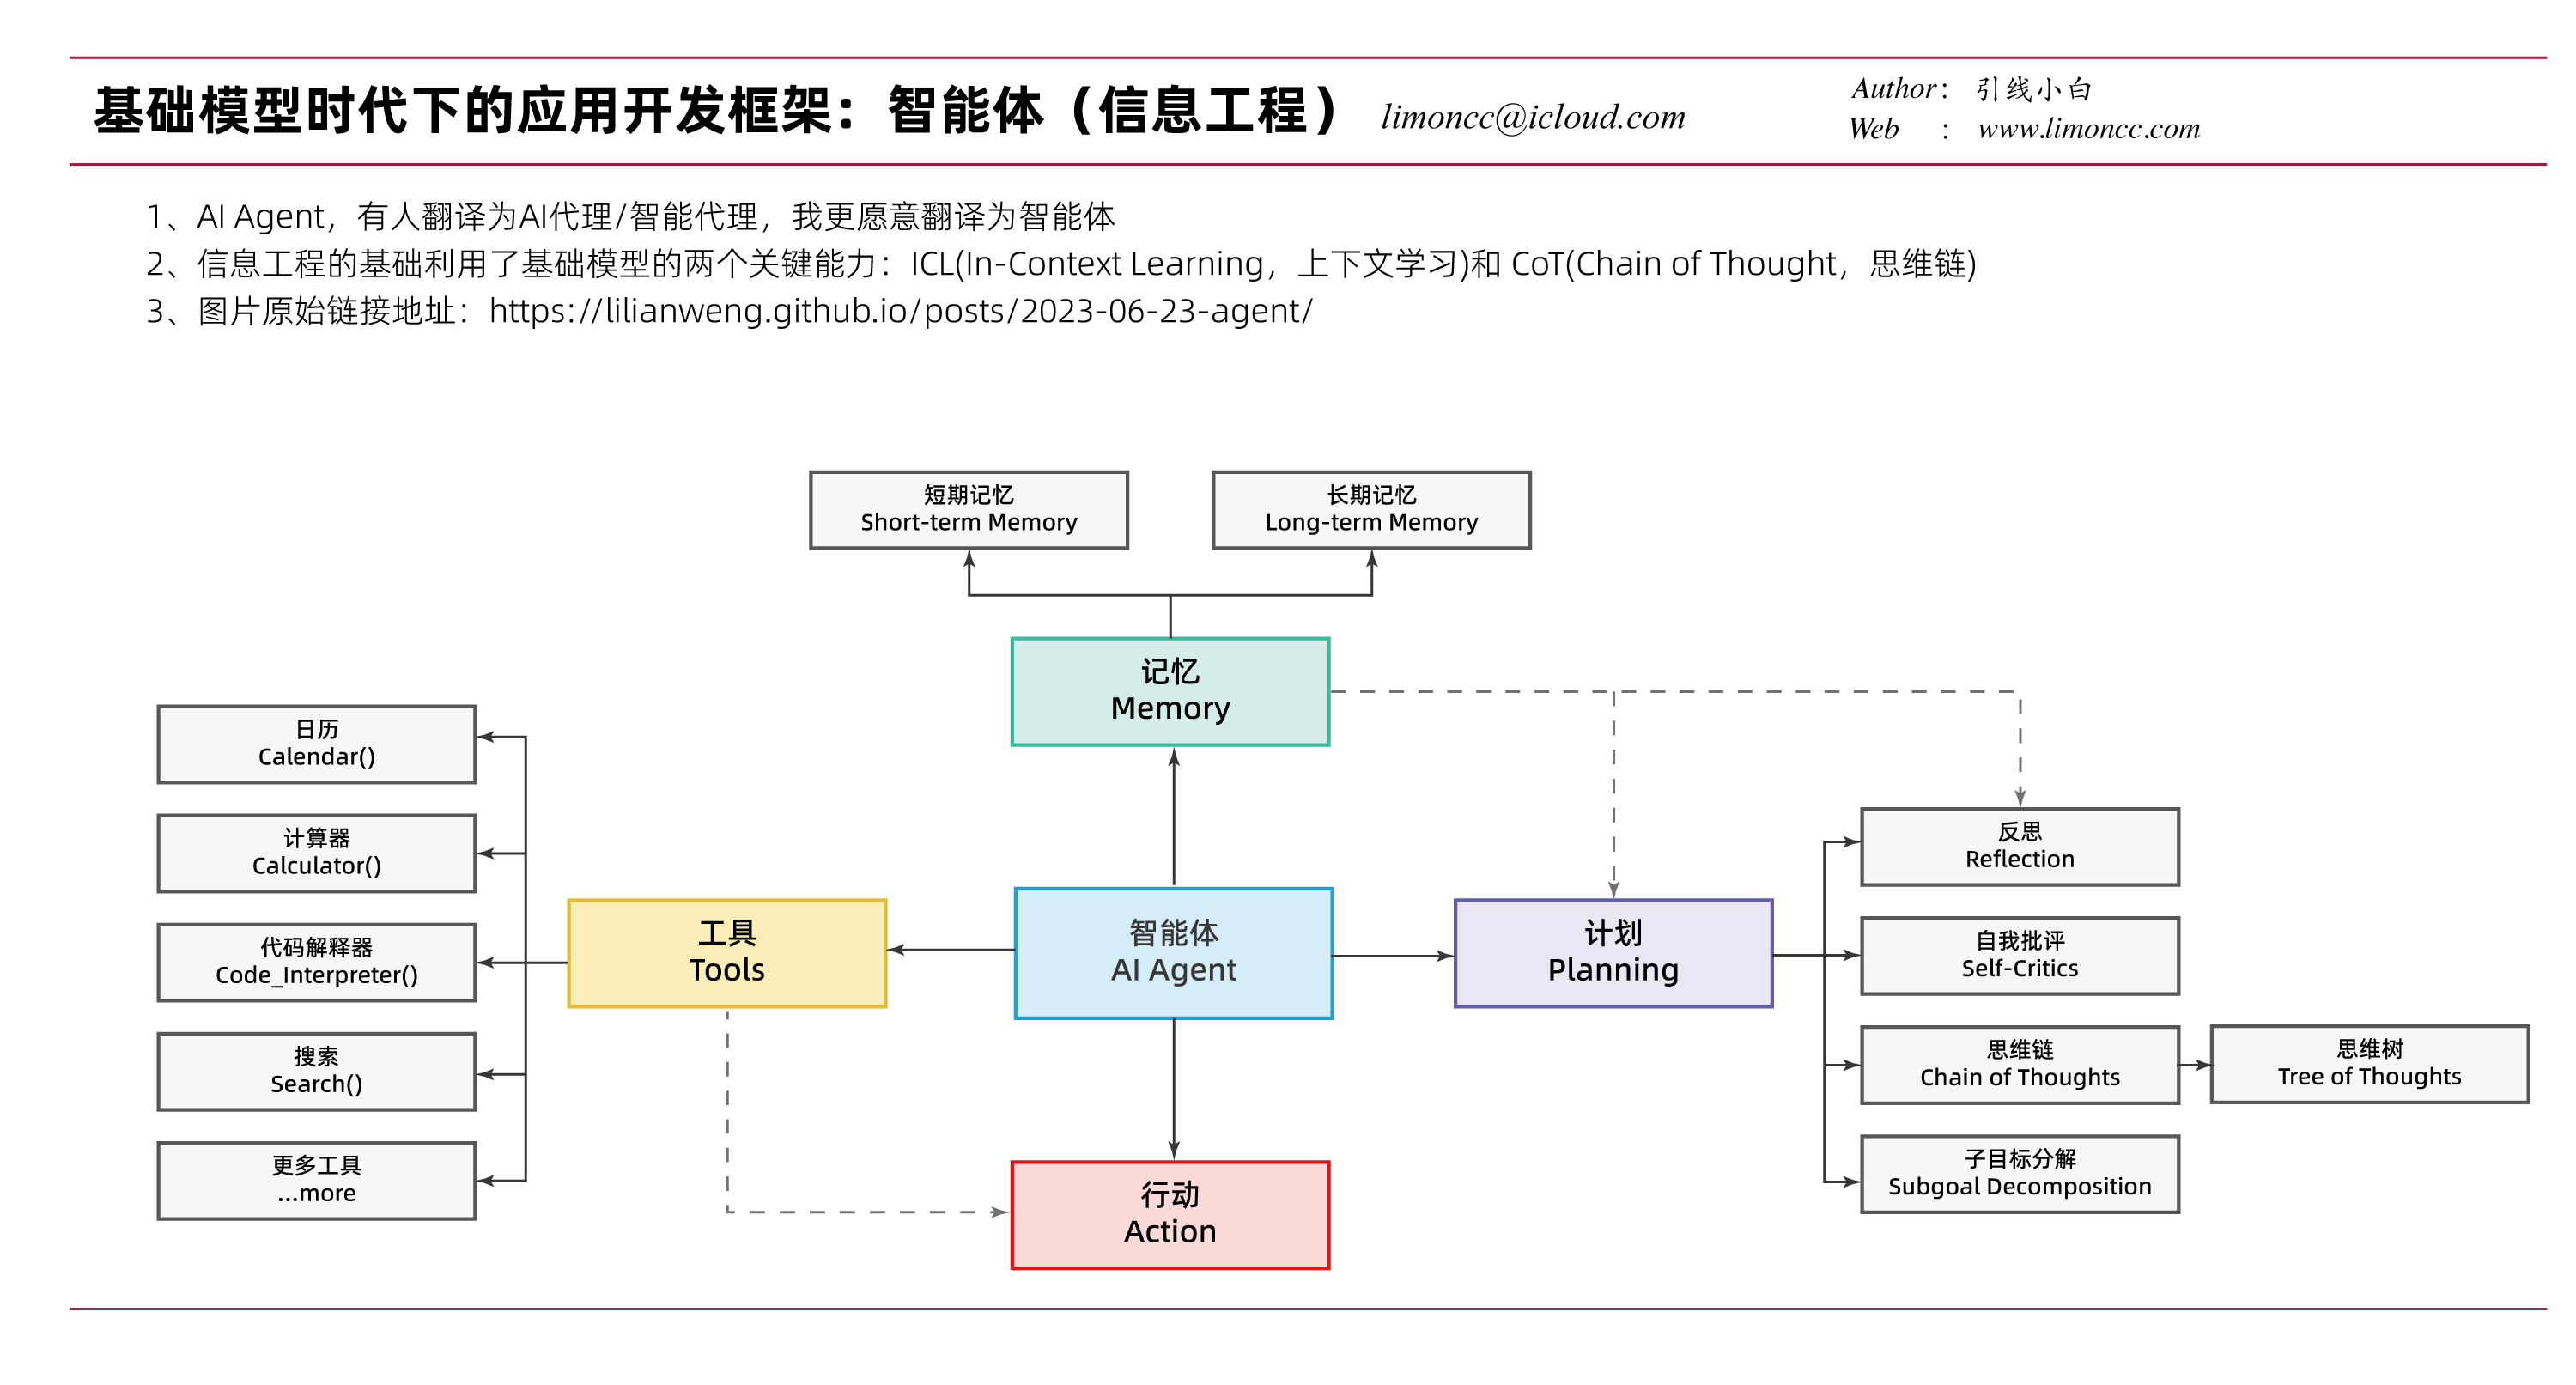 基础模型时代下的应用开发框架：智能体（信息工程） limoncc@icloud.com
Author： 引线小白
Web ： www.limoncc.com
1、AI Agent，有人翻译为AI代理/智能代理，我更愿意翻译为智能体
2、信息工程的基础利用了基础模型的两个关键能力：ICL(In-Context Learning，上下文学习)和 CoT(Chain of Thought，思维链)
3、图片原始链接地址：https://lilianweng.github.io/posts/2023-06-23-agent/
短期记忆
Short-term Memory
长期记忆
Long-term Memory
记忆
Memory
日历
Calendar()
计算器
Calculator()
代码解释器
Code_Interpreter()
搜索
Search()
更多工具
...more
工具
Tools
智能体
AI Agent
计划
Planning
行动
Action
反思
Reflection
自我批评
Self-Critics
思维链
Chain of Thoughts
思维树
Tree of Thoughts
子目标分解
Subgoal Decomposition